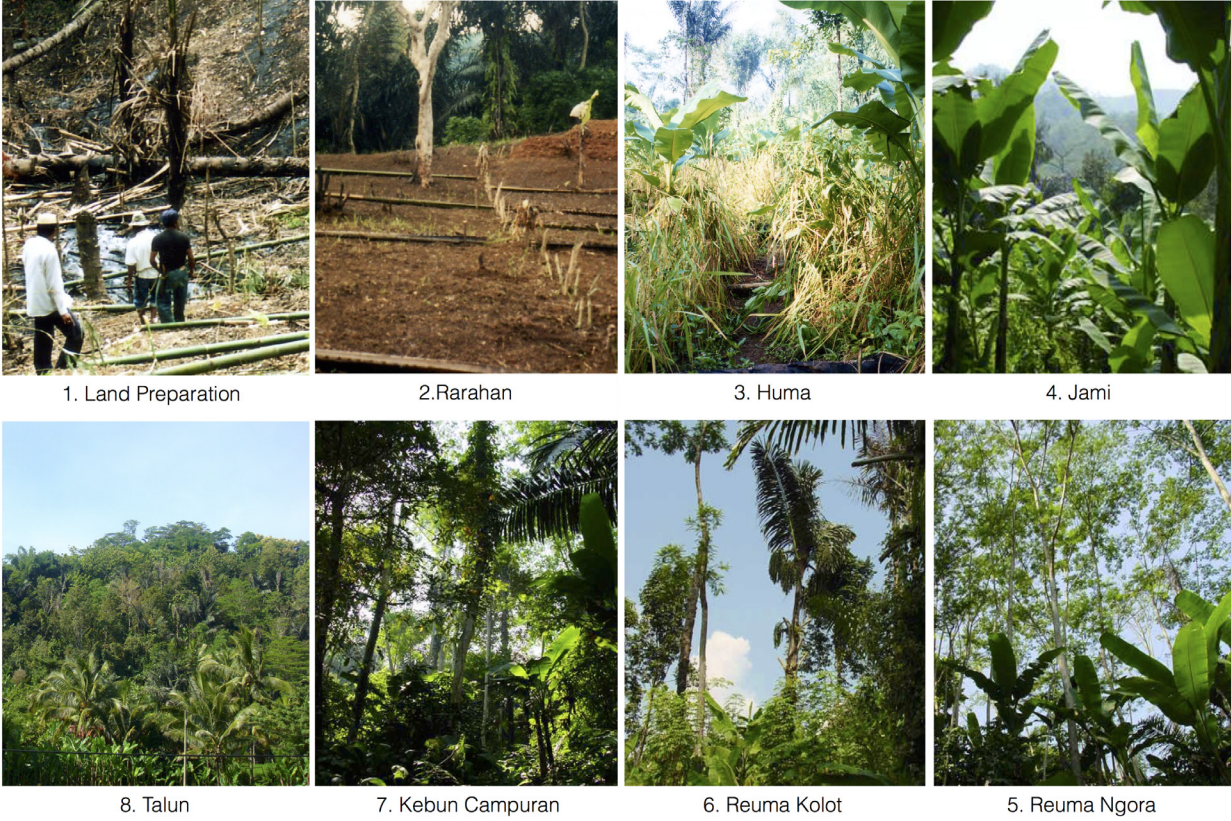 1. Land Preparation
2.Rarahan
3. Huma
4. Jami
8. Talun
7. Kebun Campuran
6. Reuma Kolot
5. Reuma Ngora